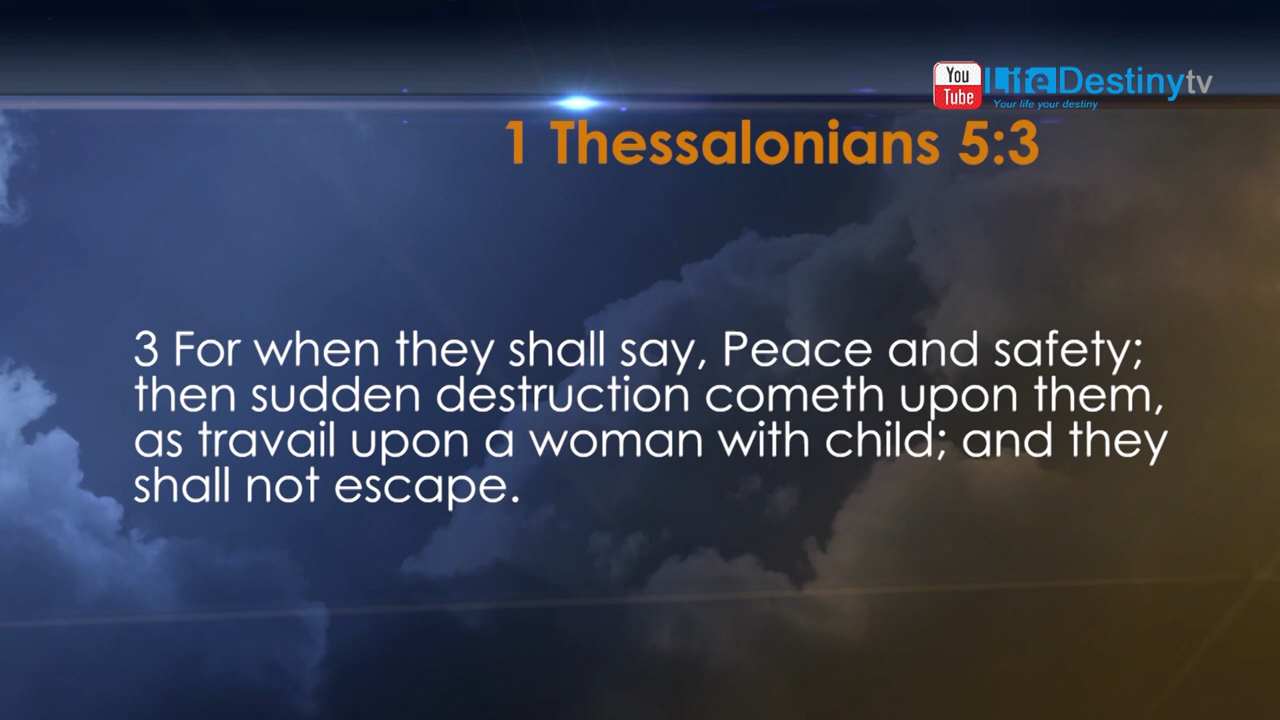 You
Tube
LifeDestinytv
Your life your destiny
1 Thessalonians 5:3
3 For when they shall say, Peace and safety;
then sudden destruction cometh upon them,
as travail upon a woman with child; and they
shall not escape.